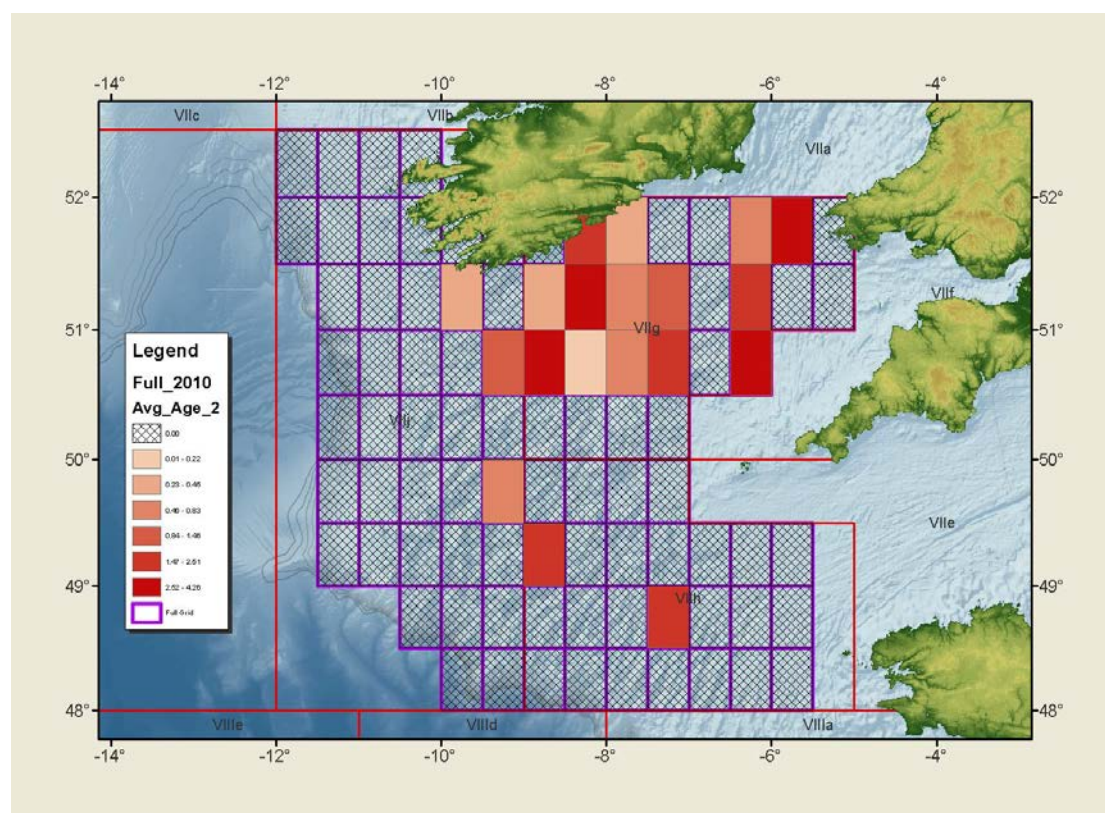 -14° -12° -10° -8° -6° -4°
VIIc VIIb
VIIa
52° 52°
VIIf
51° VIIg 51°
Legend
Full_2010
Avg_Age_2
0.00
0.01 - 0.22
0.23 - 0.45
0.46 - 0.83
0.84 - 1.46
1.47 - 2.51
2.52 - 4.26
Full Grid
VIIj
50° 50°
VIIe
49° 49°
VIIh
48° 48°
VIIIe VIIId VIIIa
-14° -12° -10° -8° -6° -4°